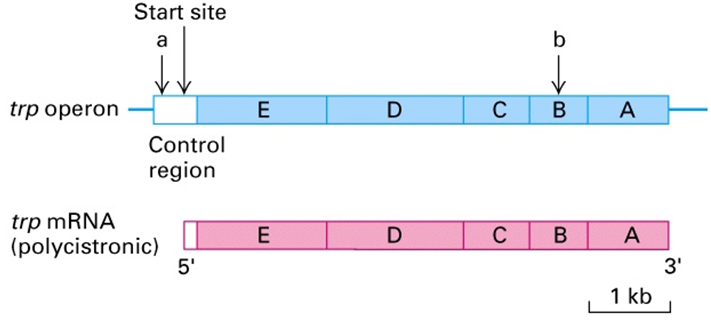 Start site
a
b
trp operon
E D C B A
Control
region
trp mRNA
(polycistronic)
E D C B A
5' 3'
1 kb